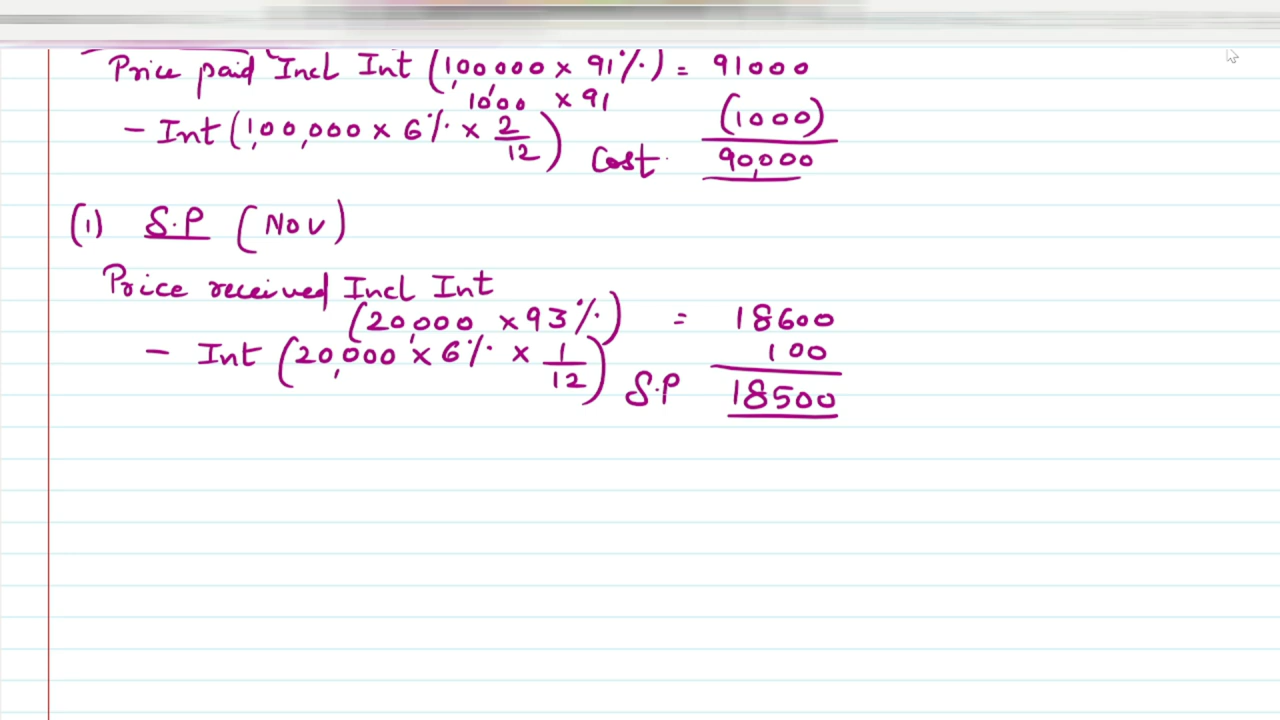 Price paid Incl Int (1,00,000 × 91%) = 91000
1000 × 91
- Int (1,00,000 × 6% × 2/12) (1000)
Cost. 90,000
(1) S.P (Nov)
Price received Incl Int
(20,000 × 93%) = 18600
- Int (20,000 × 6% × 1/12) 100
S.P 18500